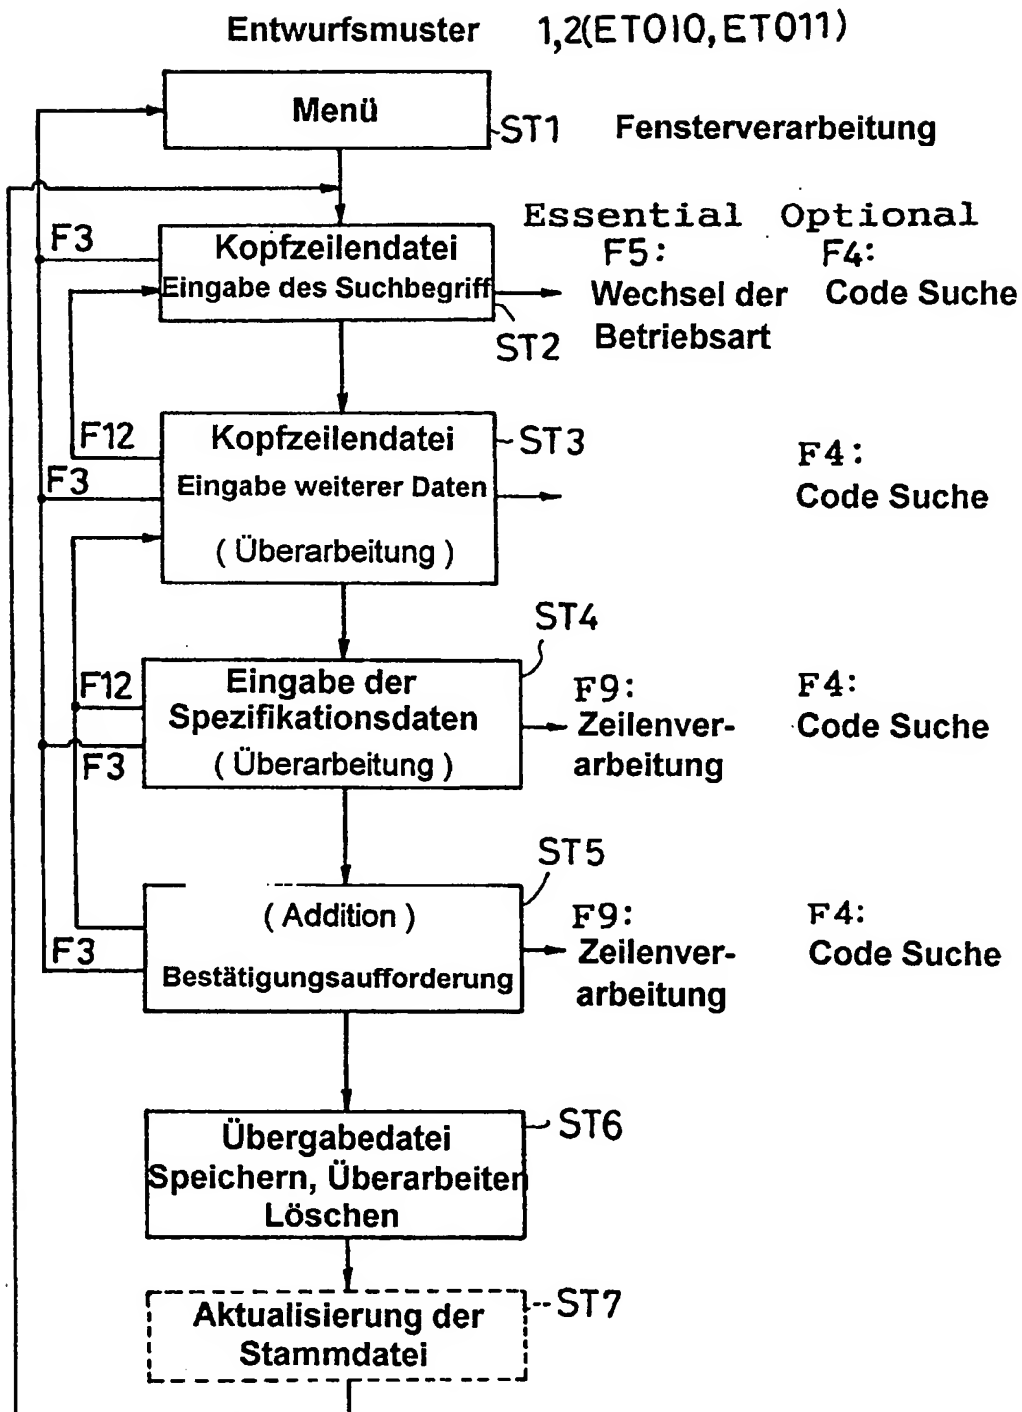 Entwurfsmuster 1,2(ET010, ET011)
Menü
ST1
Fensterverarbeitung
Essential Optional
F3
Kopfzeilendatei
F5:
F4:
Eingabe des Suchbegriff
Wechsel der
Betriebsart
Code Suche
ST2
F12
Kopfzeilendatei
ST3
F4:
F3
Eingabe weiterer Daten
Code Suche
( Überarbeitung )
ST4
F12
Eingabe der
Spezifikationsdaten
F9:
Zeilenver-
arbeitung
F4:
Code Suche
( Überarbeitung )
F3
ST5
( Addition )
F9:
Zeilenver-
arbeitung
F4:
Code Suche
F3
Bestätigungsaufforderung
Übergabedatei
ST6
Speichern, Überarbeiten
Löschen
Aktualisierung der
Stammdatei
ST7